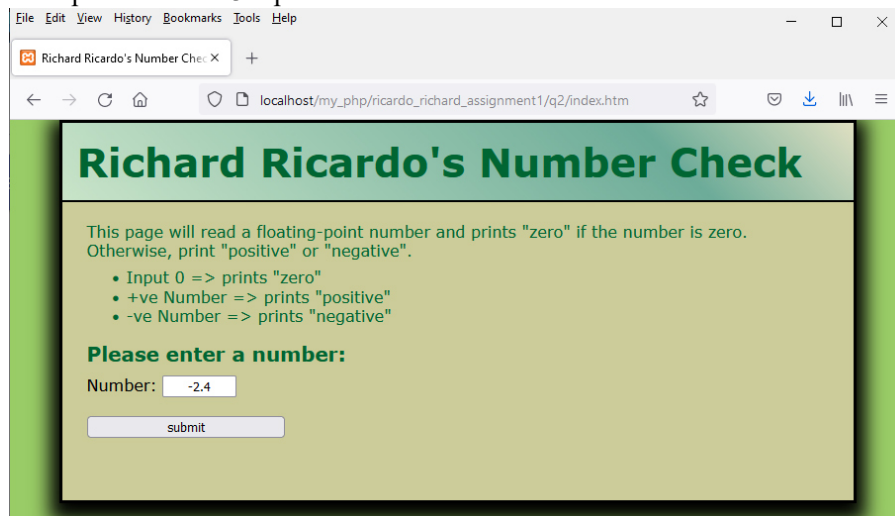 File Edit View History Bookmarks Tools Help
Richard Ricardo's Number Chec
localhost/my_php/ricardo_richard_assignment1/q2/index.htm
Richard Ricardo's Number Check
This page will read a floating-point number and prints "zero" if the number is zero.
Otherwise, print "positive" or "negative".
• Input 0 => prints "zero"
• +ve Number => prints "positive"
• -ve Number => prints "negative"
Please enter a number:
Number: -2.4
submit